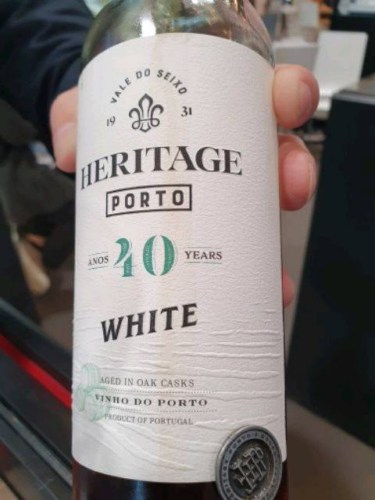 VALE DO SEIXO
19 31
HERITAGE
PORTO
ANOS 40 YEARS
WHITE
AGED IN OAK CASKS
VINHO DO PORTO
PRODUCT OF PORTUGAL